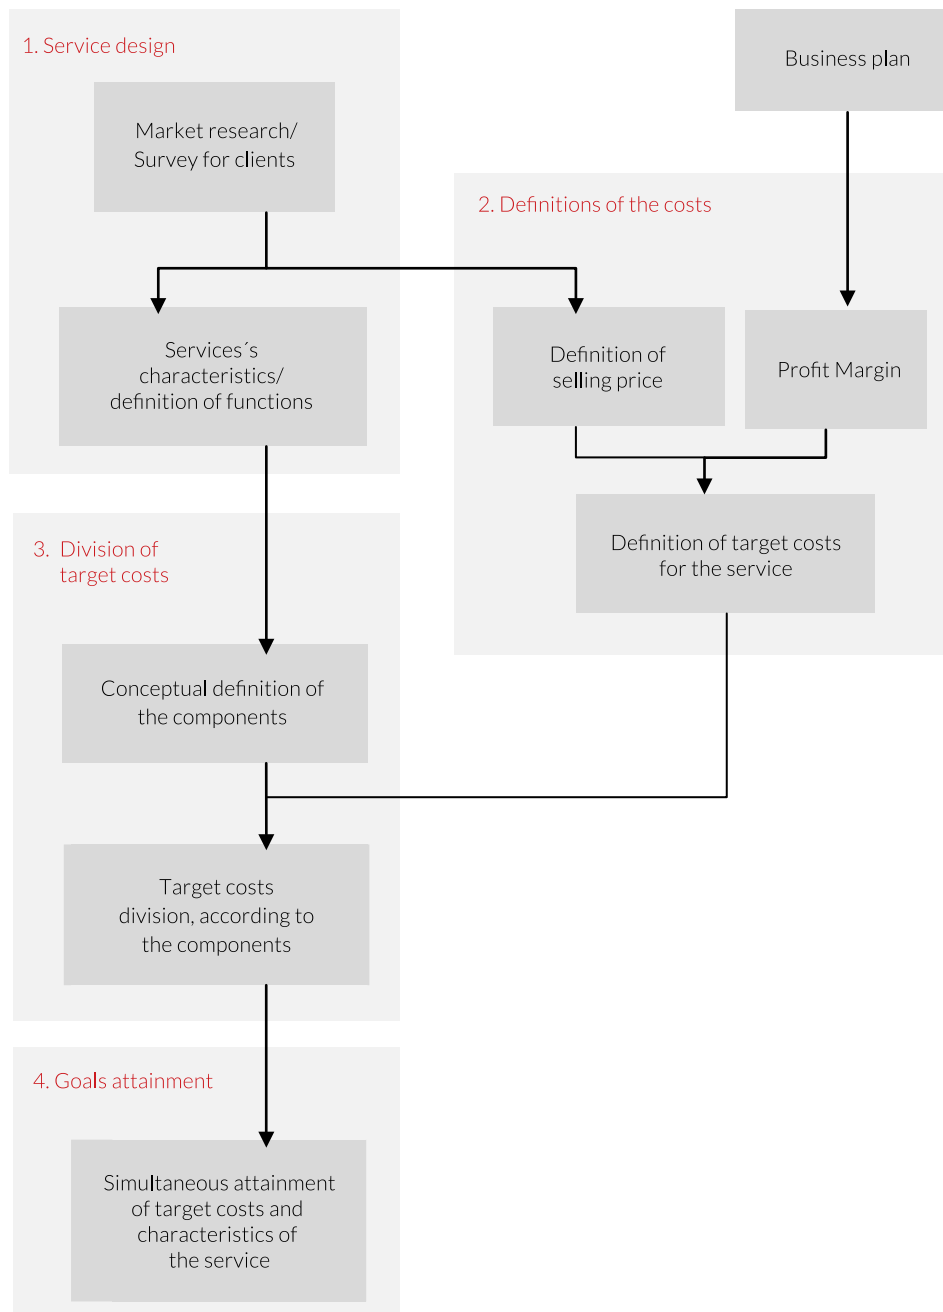 1. Service design
Market research/
Survey for clients
Services´s
characteristics/
definition of functions
Business plan
2. Definitions of the costs
Definition of
selling price
Profit Margin
Definition of target costs
for the service
3. Division of
target costs
Conceptual definition of
the components
Target costs
division, according to
the components
4. Goals attainment
Simultaneous attainment
of target costs and
characteristics of
the service